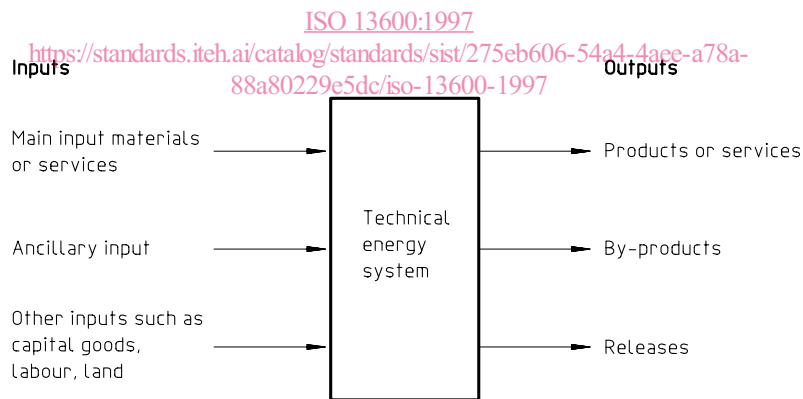 ISO 13600:1997
https://standards.iteh.ai/catalog/standards/sist/275eb606-54a4-4aee-a78a-
88a80229e5dc/iso-13600-1997
Inputs
Outputs
Main input materials
or services
Products or services
Technical
energy
system
Ancillary input
By-products
Other inputs such as
capital goods,
labour, land
Releases